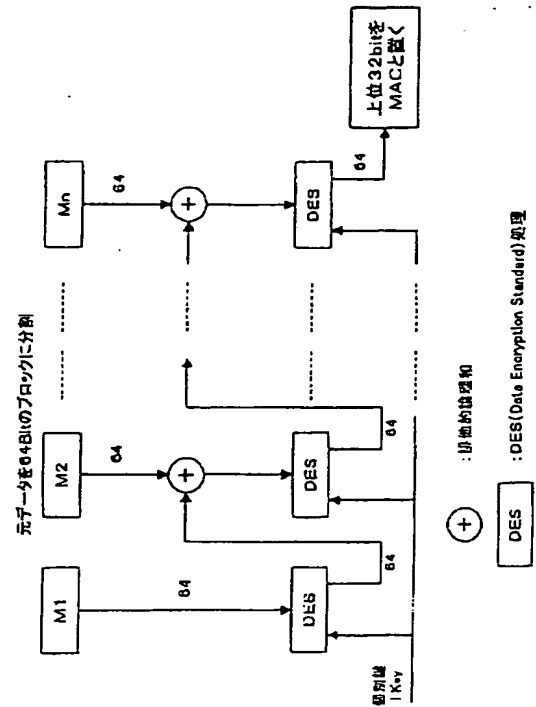 元データを64Bitのブロックに分割
M1
M2
Mn
64
64
64
DES
DES
DES
64
64
64
上位32bitを
MACと置く
個別鍵
I Key
+
:排他的論理和
DES
:DES(Data Encryption Standard)処理